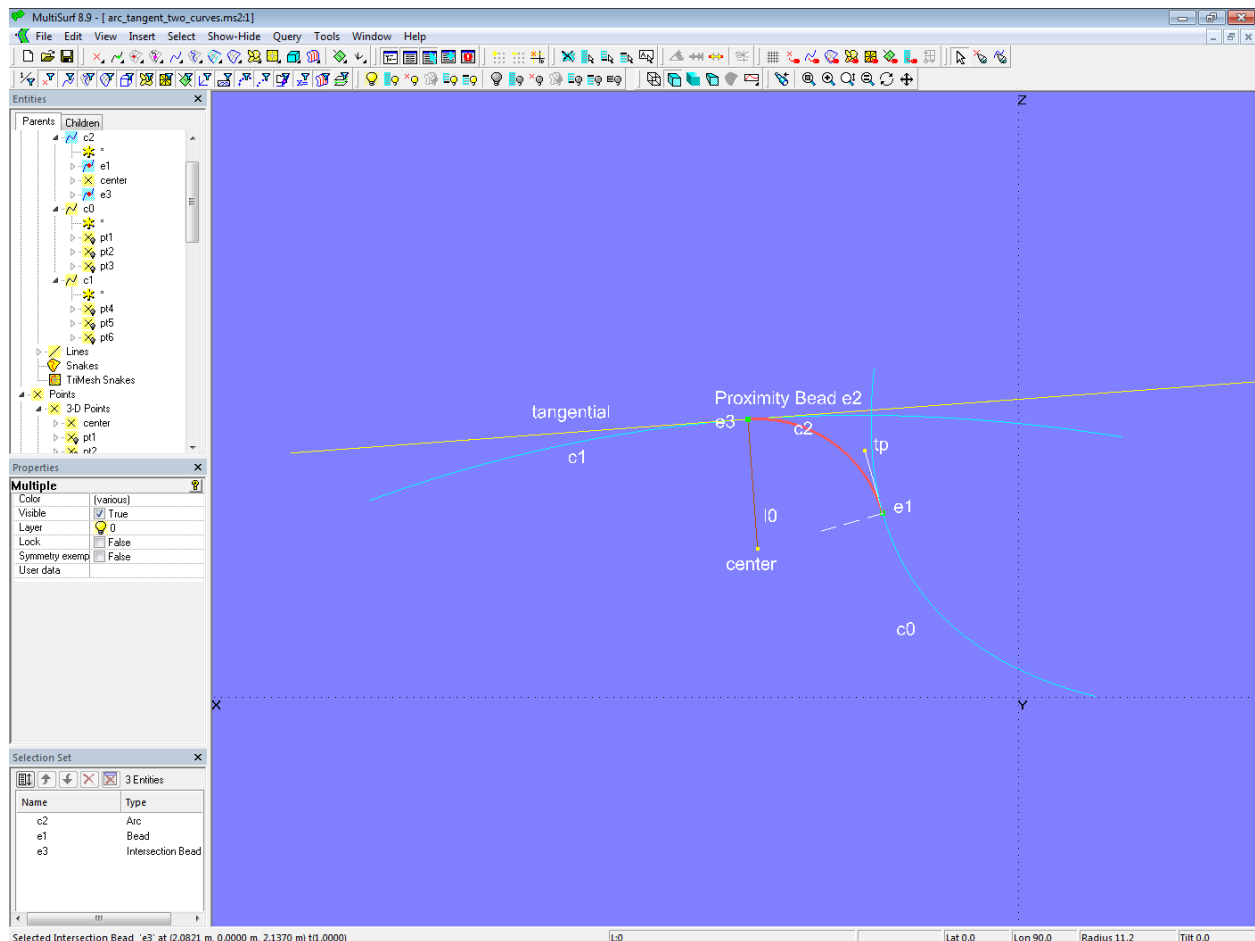 MultiSurf 8.9 - [ arc_tangent_two_curves.ms2:1]
File Edit View Insert Select Show-Hide Query Tools Window Help
Entities
Parents Children
c2
*
e1
center
e3
c0
*
pt1
pt2
pt3
c1
*
pt4
pt5
pt6
Lines
Snakes
TriMesh Snakes
Points
3-D Points
center
pt1
pt2
Properties
Multiple
Color (various)
Visible True
Layer 0
Lock False
Symmetry exemp False
User data
Selection Set
3 Entities
Name Type
c2 Arc
e1 Bead
e3 Intersection Bead
Z
Proximity Bead e2
tangential
e3
c2
c1
tp
e1
l0
center
c0
X
Y
Selected Intersection Bead 'e3' at (2.0821 m, 0.0000 m, 2.1370 m) t(1.0000) L:0 Lat 0.0 Lon 90.0 Radius 11.2 Tilt 0.0